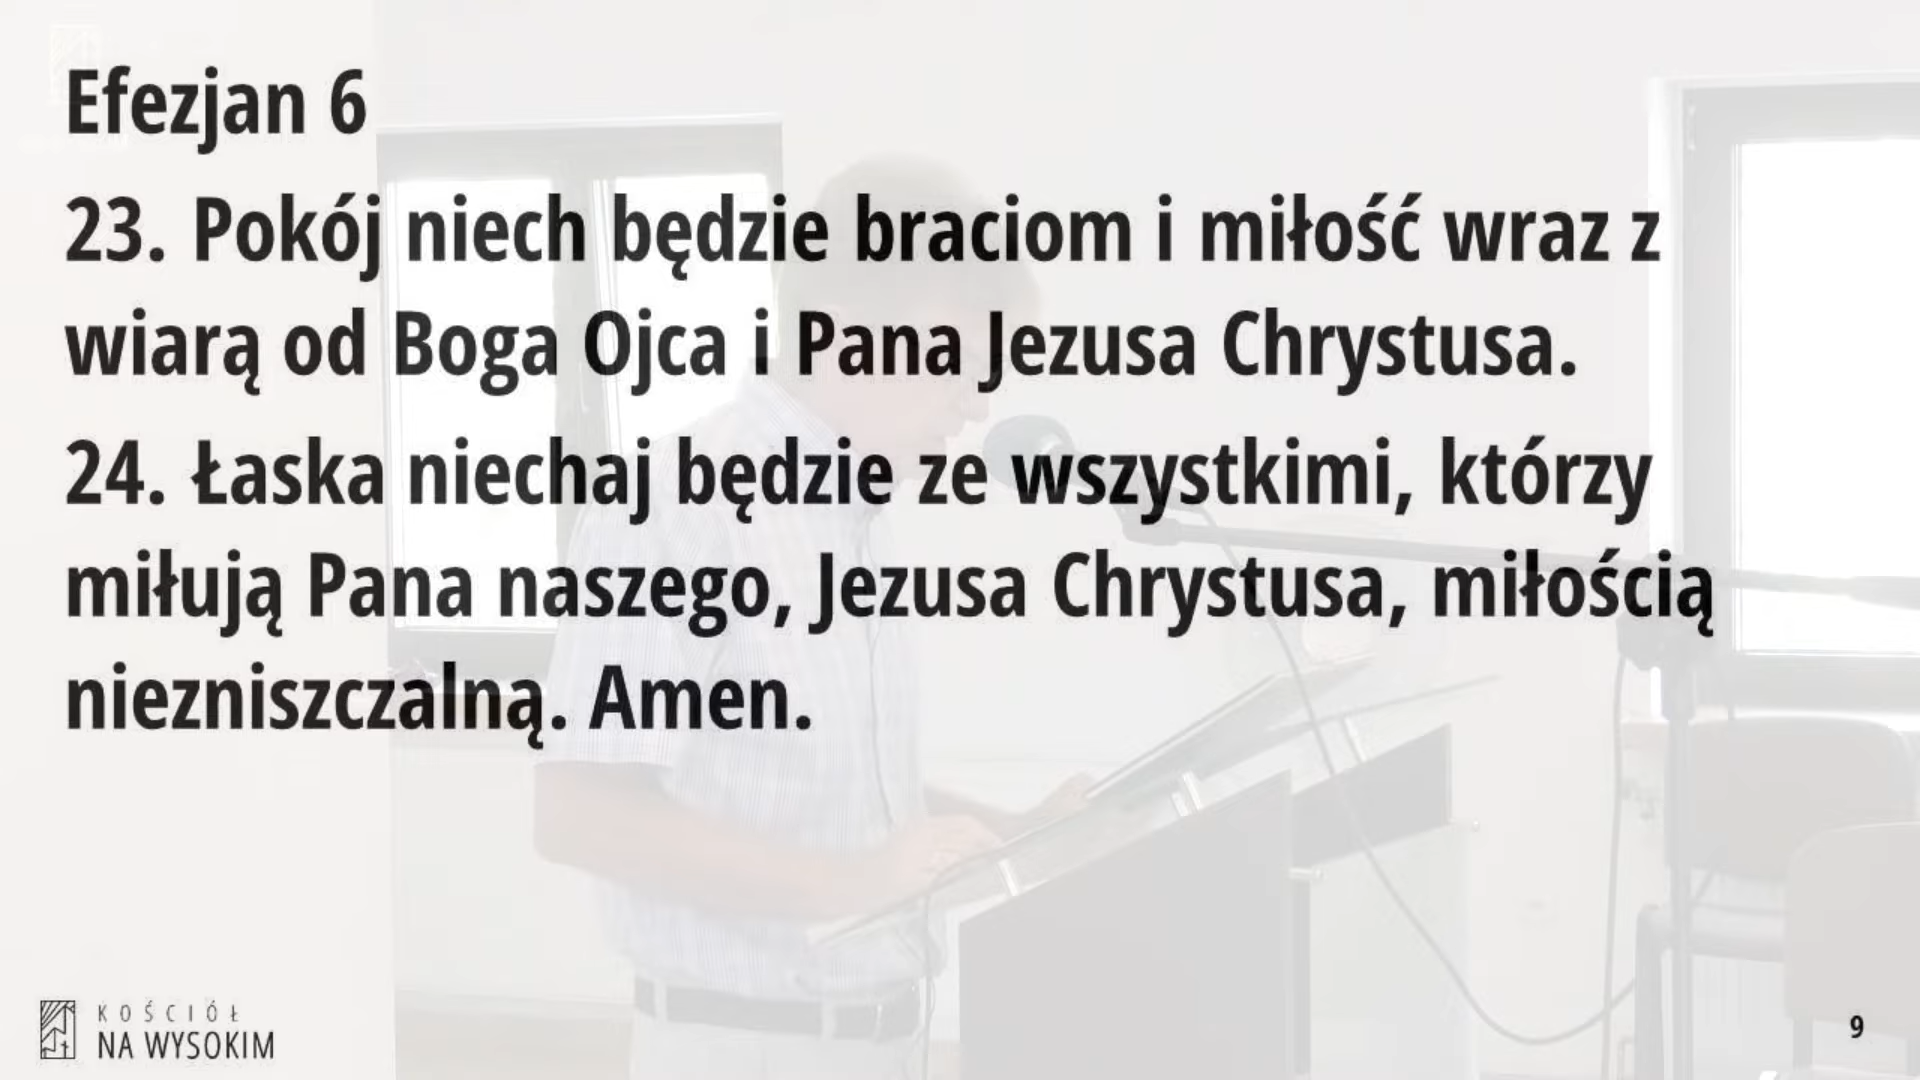 Efezjan 6
23. Pokój niech będzie braciom i miłość wraz z
wiarą od Boga Ojca i Pana Jezusa Chrystusa.
24. Łaska niechaj będzie ze wszystkimi, którzy
miłują Pana naszego, Jezusa Chrystusa, miłością
niezniszczalną. Amen.
KOŚCIÓŁ
NA WYSOKIM
9